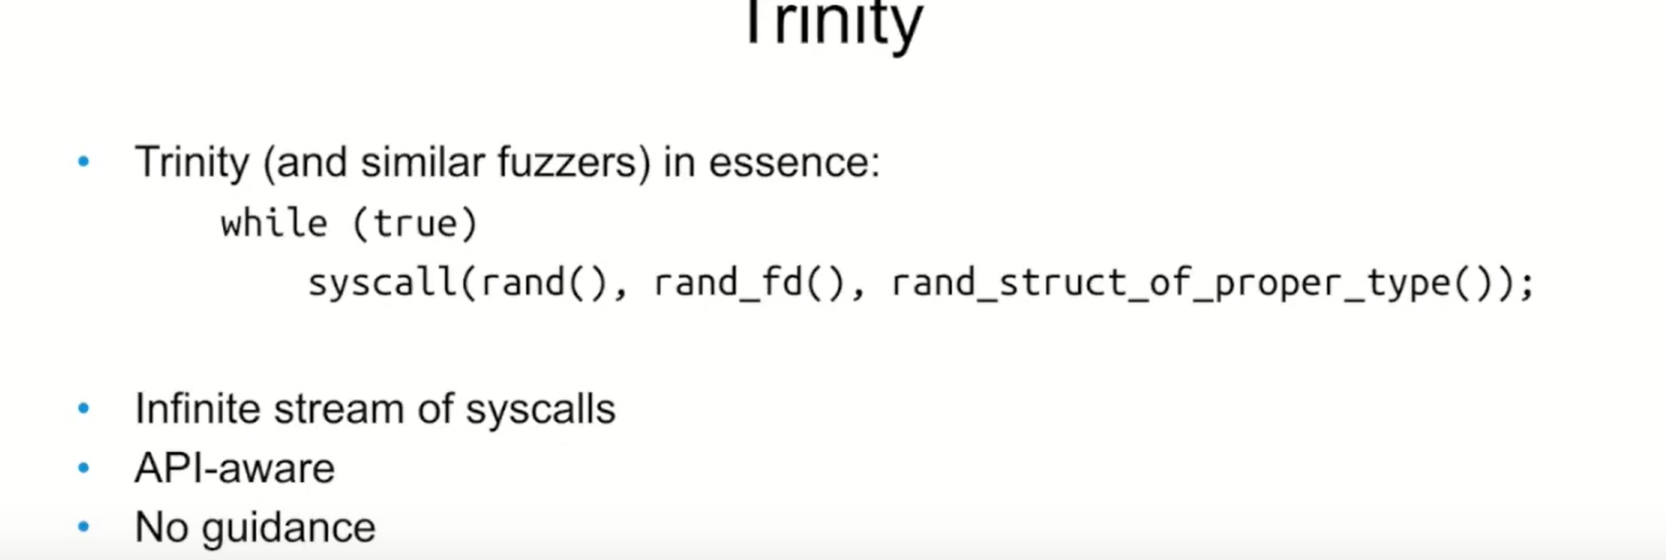 Trinity
• Trinity (and similar fuzzers) in essence:
while (true)
syscall(rand(), rand_fd(), rand_struct_of_proper_type());
• Infinite stream of syscalls
• API-aware
• No guidance